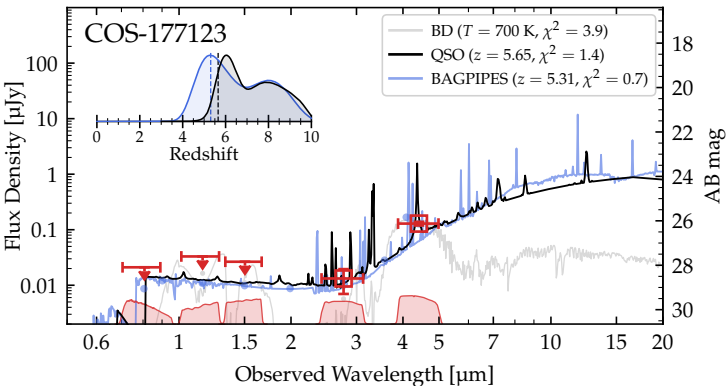 COS-177123
BD (T = 700 K, χ² = 3.9)
QSO (z = 5.65, χ² = 1.4)
BAGPIPES (z = 5.31, χ² = 0.7)
0 2 4 6 8 10
Redshift
Flux Density [μJy]
100
10
1
0.1
0.01
AB mag
18
20
22
24
26
28
30
0.6 1 1.5 2 3 4 5 10 15 20
Observed Wavelength [μm]